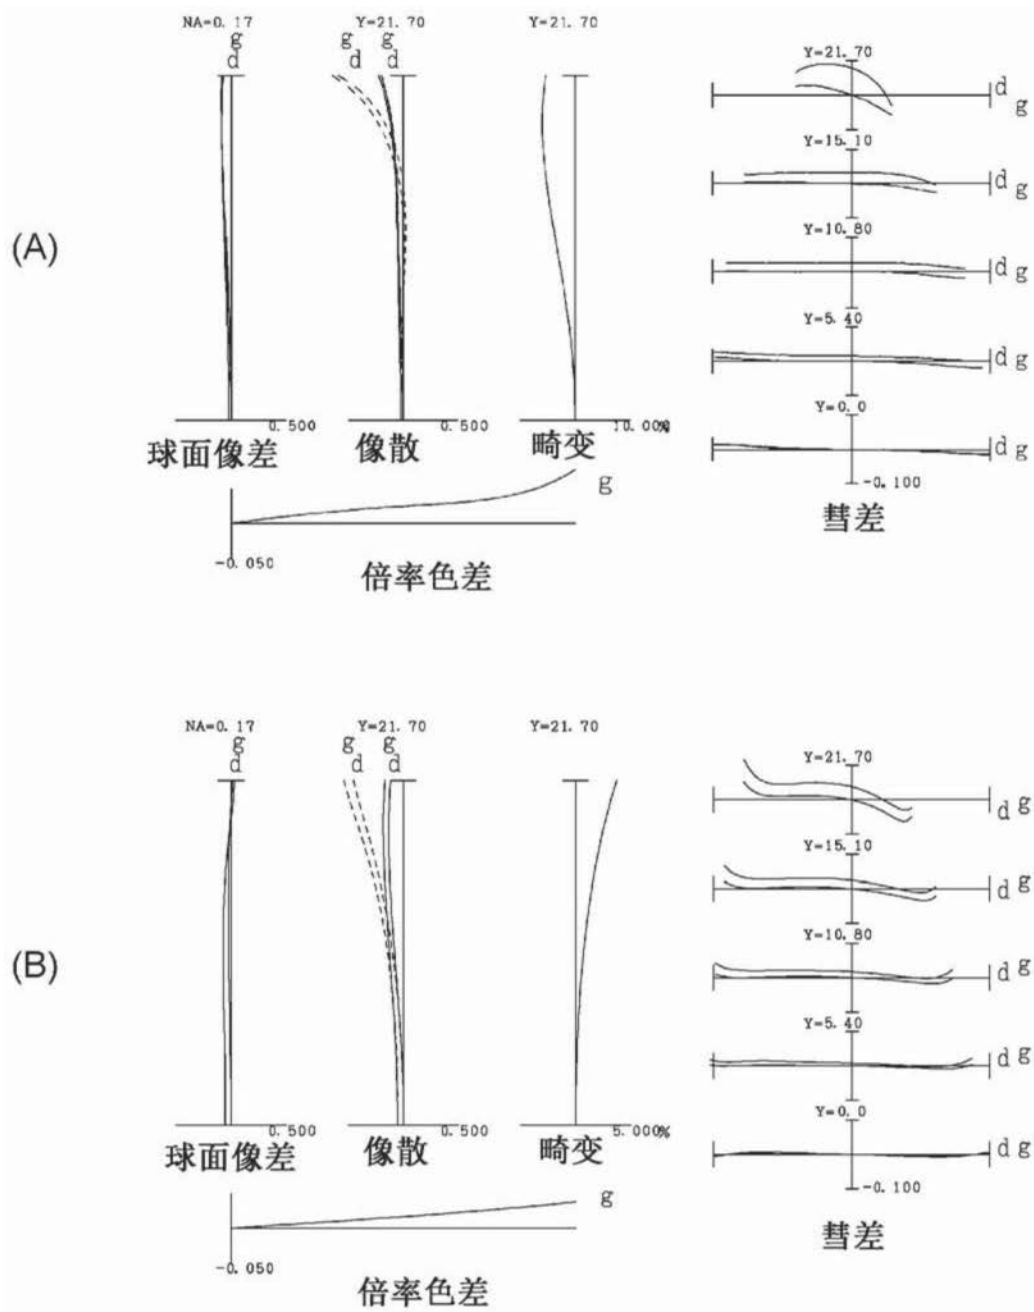 (A)
NA=0.17
g
d
0.500
球面像差
Y=21.70
g g
d d
0.500
像散
Y=21.70
10.000%
畸变
g
-0.050
倍率色差
Y=21.70
d g
Y=15.10
d g
Y=10.80
d g
Y=5.40
d g
Y=0.0
d g
-0.100
彗差
(B)
NA=0.17
g
d
0.500
球面像差
Y=21.70
g g
d d
0.500
像散
Y=21.70
5.000%
畸变
g
-0.050
倍率色差
Y=21.70
d g
Y=15.10
d g
Y=10.80
d g
Y=5.40
d g
Y=0.0
d g
-0.100
彗差